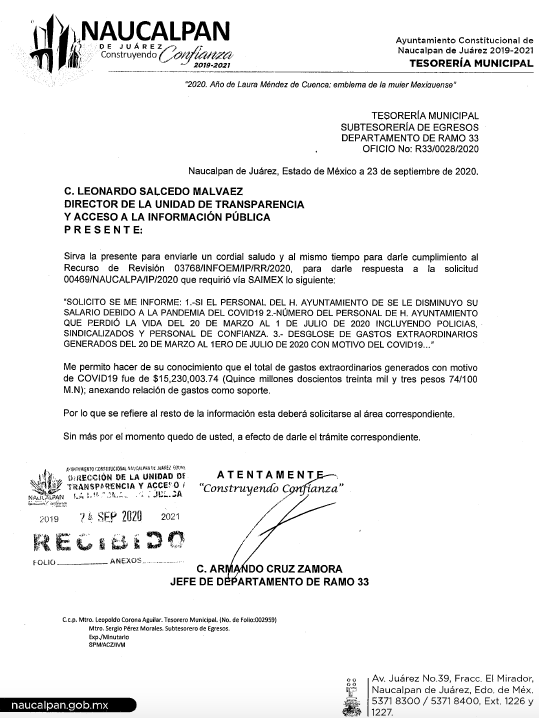 NAUCALPAN
DE JUÁREZ
Construyendo Confianza
2019-2021
Ayuntamiento Constitucional de
Naucalpan de Juárez 2019-2021
TESORERÍA MUNICIPAL
"2020. Año de Laura Méndez de Cuenca; emblema de la mujer Mexiquense"
TESORERÍA MUNICIPAL
SUBTESORERÍA DE EGRESOS
DEPARTAMENTO DE RAMO 33
OFICIO No: R33/0028/2020
Naucalpan de Juárez, Estado de México a 23 de septiembre de 2020.
C. LEONARDO SALCEDO MALVAEZ
DIRECTOR DE LA UNIDAD DE TRANSPARENCIA
Y ACCESO A LA INFORMACIÓN PÚBLICA
P R E S E N T E:
Sirva la presente para enviarle un cordial saludo y al mismo tiempo para darle cumplimiento al
Recurso de Revisión 03768/INFOEM/IP/RR/2020, para darle respuesta a la solicitud
00469/NAUCALPA/IP/2020 que requirió vía SAIMEX lo siguiente:
"SOLICITO SE ME INFORME: 1.-SI EL PERSONAL DEL H. AYUNTAMIENTO DE SE LE DISMINUYO SU
SALARIO DEBIDO A LA PANDEMIA DEL COVID19 2.-NÚMERO DEL PERSONAL DE H. AYUNTAMIENTO
QUE PERDIÓ LA VIDA DEL 20 DE MARZO AL 1 DE JULIO DE 2020 INCLUYENDO POLICIAS,
SINDICALIZADOS Y PERSONAL DE CONFIANZA. 3.- DESGLOSE DE GASTOS EXTRAORDINARIOS
GENERADOS DEL 20 DE MARZO AL 1ERO DE JULIO DE 2020 CON MOTIVO DEL COVID19..."
Me permito hacer de su conocimiento que el total de gastos extraordinarios generados con motivo
de COVID19 fue de $15,230,003.74 (Quince millones doscientos treinta mil y tres pesos 74/100
M.N); anexando relación de gastos como soporte.
Por lo que se refiere al resto de la información esta deberá solicitarse al área correspondiente.
Sin más por el momento quedo de usted, a efecto de darle el trámite correspondiente.
AYUNTAMIENTO CONSTITUCIONAL NAUCALPAN DE JUÁREZ
DIRECCIÓN DE LA UNIDAD DE
TRANSPARENCIA Y ACCESO
NAUCALPAN
2019 24 SEP 2020 2021
RECIBIDO
FOLIO ANEXOS
A T E N T A M E N T E
"Construyendo Confianza"
C. ARMANDO CRUZ ZAMORA
JEFE DE DEPARTAMENTO DE RAMO 33
C.c.p. Mtro. Leopoldo Corona Aguilar. Tesorero Municipal. (No. de Folio:002959)
Mtro. Sergio Pérez Morales. Subtesorero de Egresos.
Exp./Minutario
SPM/ACZ/IVM
naucalpan.gob.mx
Av. Juárez No.39, Fracc. El Mirador,
Naucalpan de Juárez, Edo. de Méx.
5371 8300 / 5371 8400, Ext. 1226 y
1227.